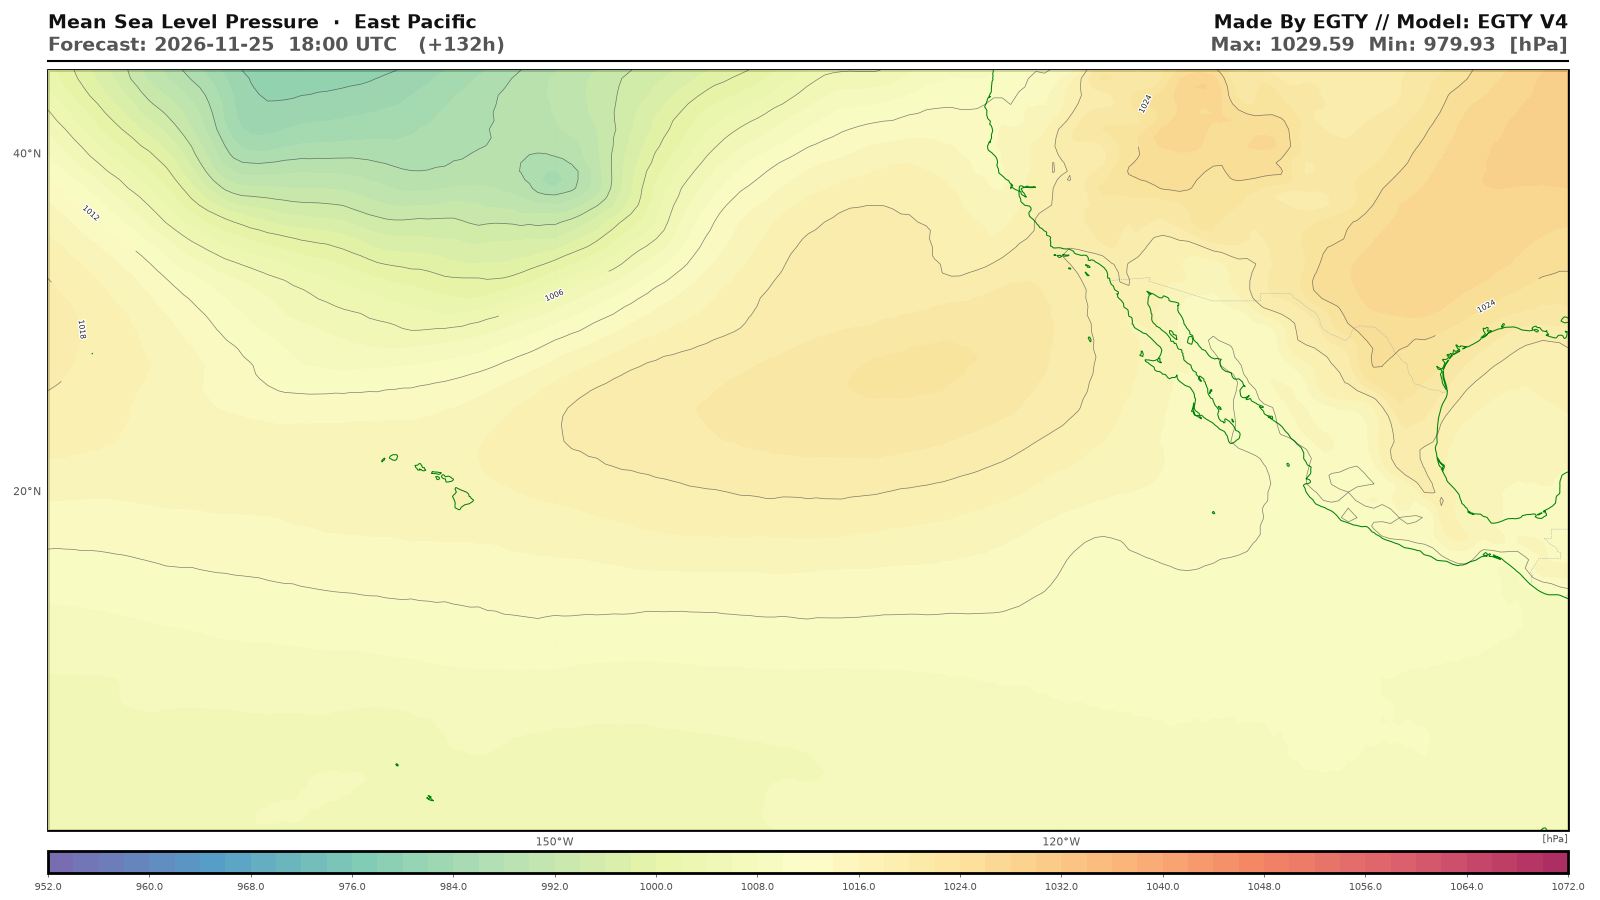 Mean Sea Level Pressure · East Pacific
Made By EGTY // Model: EGTY V4
Forecast: 2026-11-25 18:00 UTC (+132h)
Max: 1029.59 Min: 979.93 [hPa]
1024
40°N
1012
1006
1018
1024
20°N
150°W
120°W
[hPa]
952.0 960.0 968.0 976.0 984.0 992.0 1000.0 1008.0 1016.0 1024.0 1032.0 1040.0 1048.0 1056.0 1064.0 1072.0